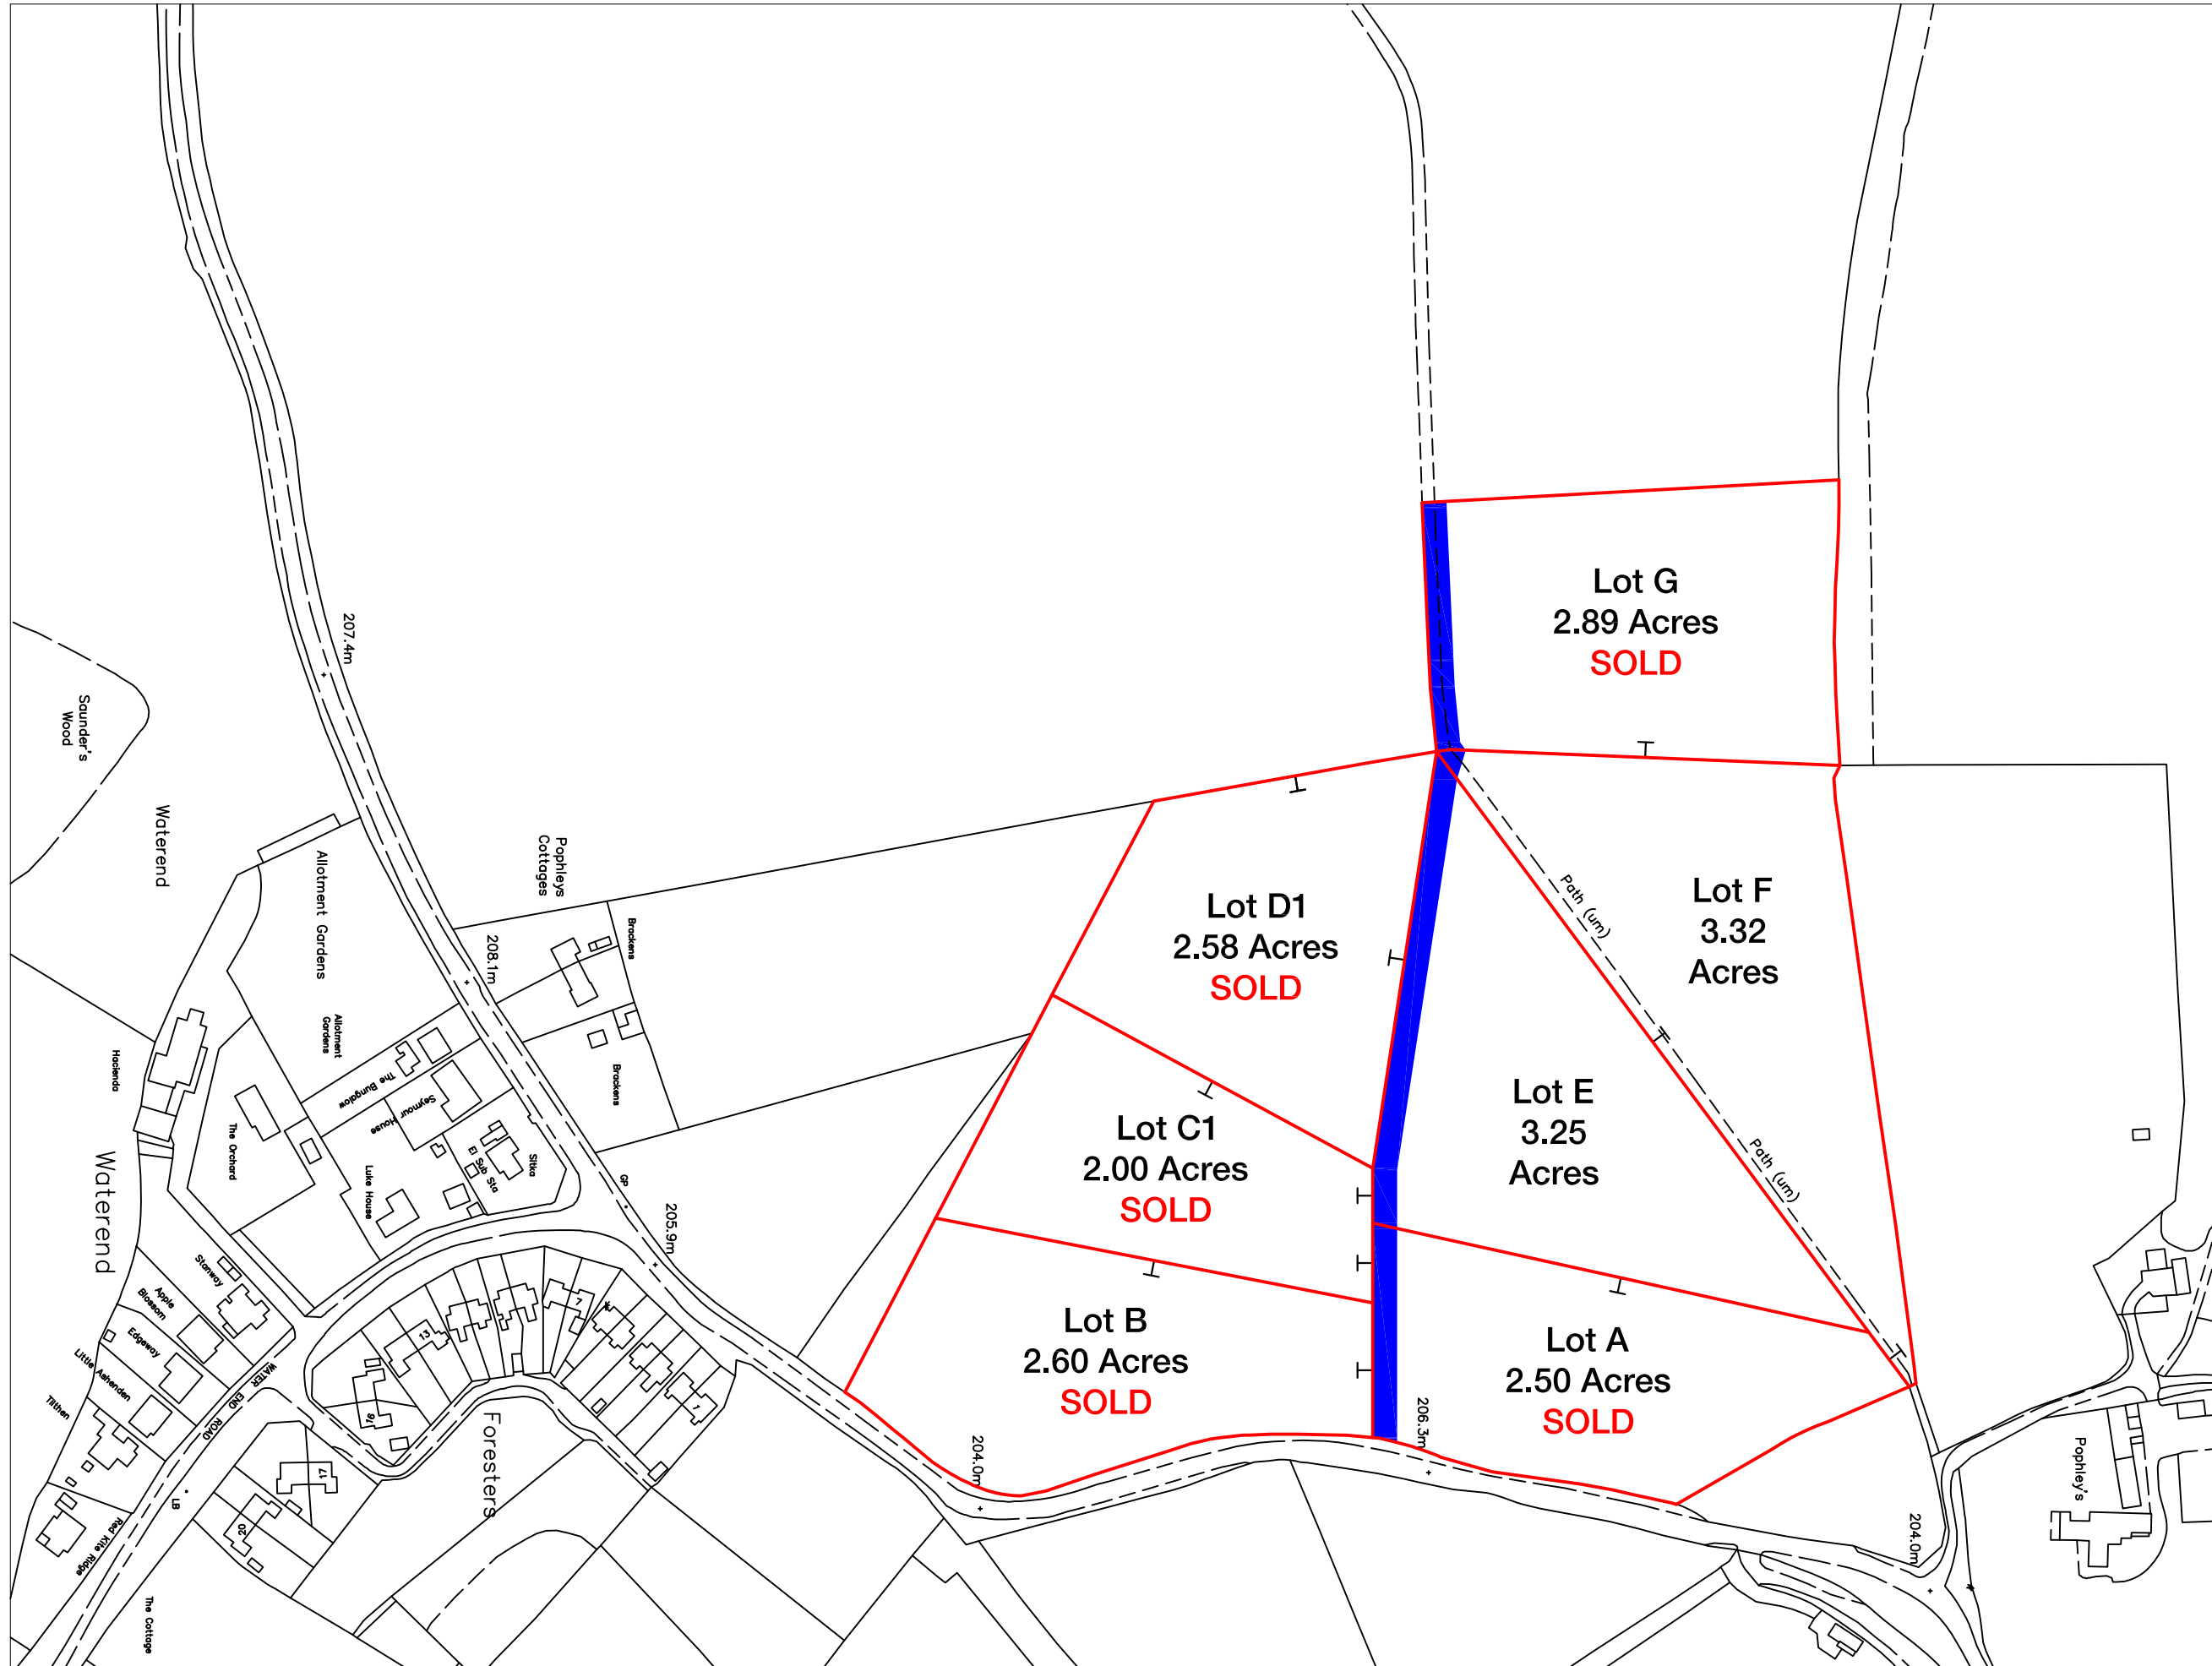 Lot G
2.89 Acres
SOLD
207.4m
Saunder's
Wood
Waterend
Pophleys
Cottages
Allotment Gardens
Lot D1
2.58 Acres
SOLD
Path (um)
Lot F
3.32
Acres
Brackens
208.1m
Allotment
Gardens
Hacienda
The Bungalow
Brackens
Seymour
House
The Orchard
El Sub Sta
Sitka
Luke House
GP
Lot C1
2.00 Acres
SOLD
Lot E
3.25
Acres
Path (um)
Waterend
205.9m
Stanway
Apple
Blossom
Edgeway
Little Ashenden
Tithen
7
13
1
16
Lot B
2.60 Acres
SOLD
Lot A
2.50 Acres
SOLD
206.3m
WATER END ROAD
Foresters
204.0m
17
20
LB
Red Kite Ridge
The Cottage
Pophley's
204.0m